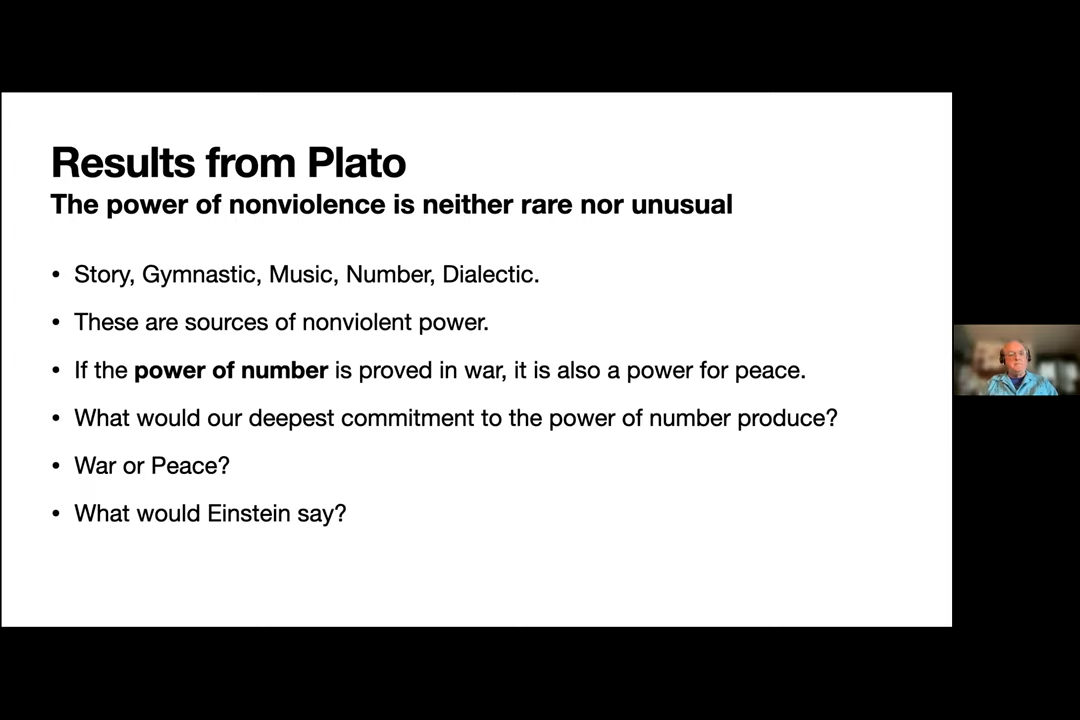 Results from Plato
The power of nonviolence is neither rare nor unusual
• Story, Gymnastic, Music, Number, Dialectic.
• These are sources of nonviolent power.
• If the power of number is proved in war, it is also a power for peace.
• What would our deepest commitment to the power of number produce?
• War or Peace?
• What would Einstein say?